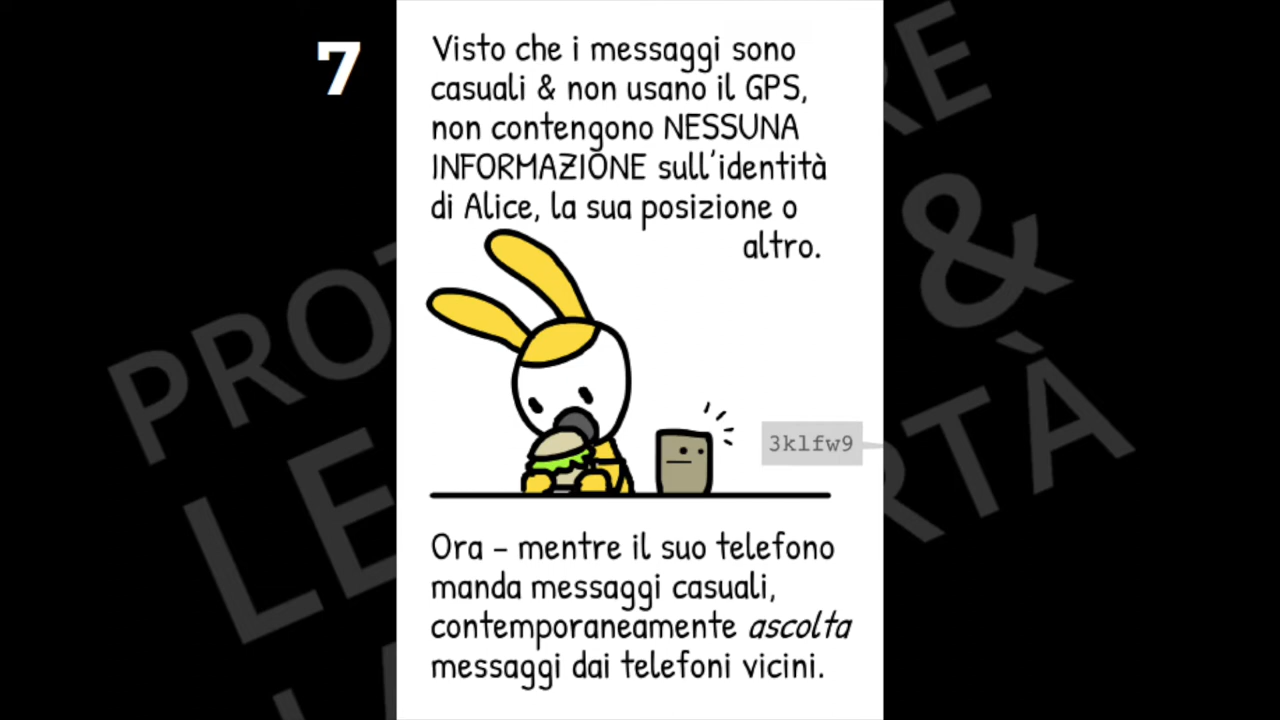 7
Visto che i messaggi sono
casuali & non usano il GPS,
non contengono NESSUNA
INFORMAZIONE sull'identità
di Alice, la sua posizione o
altro.
3klfw9
Ora – mentre il suo telefono
manda messaggi casuali,
contemporaneamente ascolta
messaggi dai telefoni vicini.
&